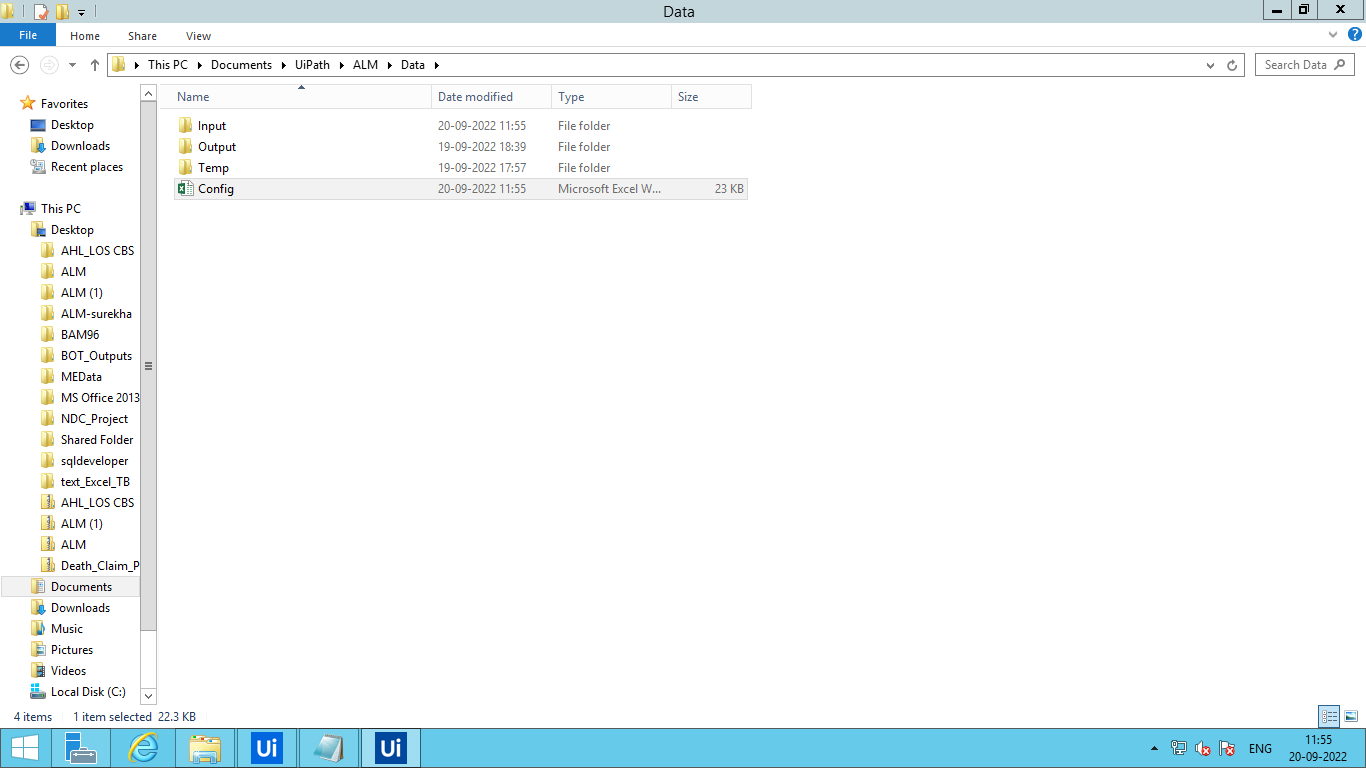 Data
File Home Share View
This PC Documents UiPath ALM Data Search Data
Name Date modified Type Size
Input 20-09-2022 11:55 File folder
Output 19-09-2022 18:39 File folder
Temp 19-09-2022 17:57 File folder
Config 20-09-2022 11:55 Microsoft Excel W... 23 KB
Favorites
Desktop
Downloads
Recent places
This PC
Desktop
AHL_LOS CBS
ALM
ALM (1)
ALM-surekha
BAM96
BOT_Outputs
MEData
MS Office 2013
NDC_Project
Shared Folder
sqldeveloper
text_Excel_TB
AHL_LOS CBS
ALM (1)
ALM
Death_Claim_P
Documents
Downloads
Music
Pictures
Videos
Local Disk (C:)
4 items 1 item selected 22.3 KB
Ui Ui ENG 11:55
20-09-2022